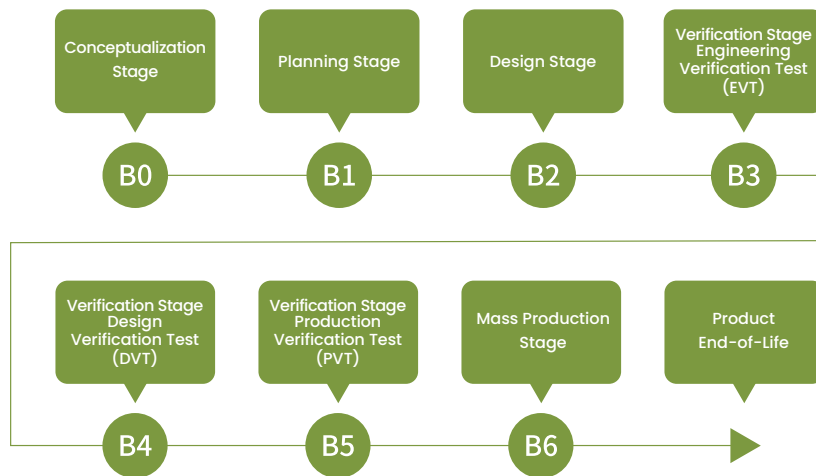 Conceptualization
Stage
Planning Stage
Design Stage
Verification Stage
Engineering
Verification Test
(EVT)
B0
B1
B2
B3
Verification Stage
Design
Verification Test
(DVT)
Verification Stage
Production
Verification Test
(PVT)
Mass Production
Stage
Product
End-of-Life
B4
B5
B6